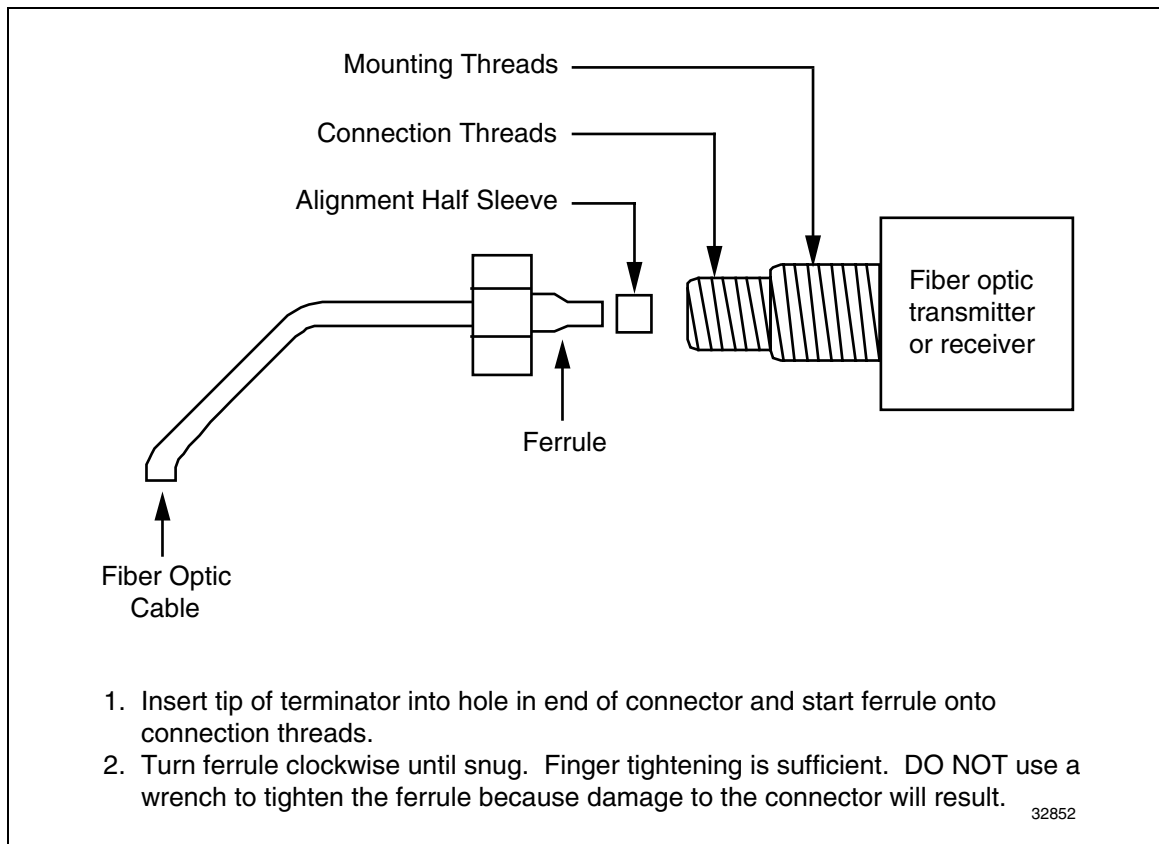 Mounting Threads
Connection Threads
Alignment Half Sleeve
Fiber optic
transmitter
or receiver
Ferrule
Fiber Optic
Cable
1. Insert tip of terminator into hole in end of connector and start ferrule onto
connection threads.
2. Turn ferrule clockwise until snug. Finger tightening is sufficient. DO NOT use a
wrench to tighten the ferrule because damage to the connector will result.
32852